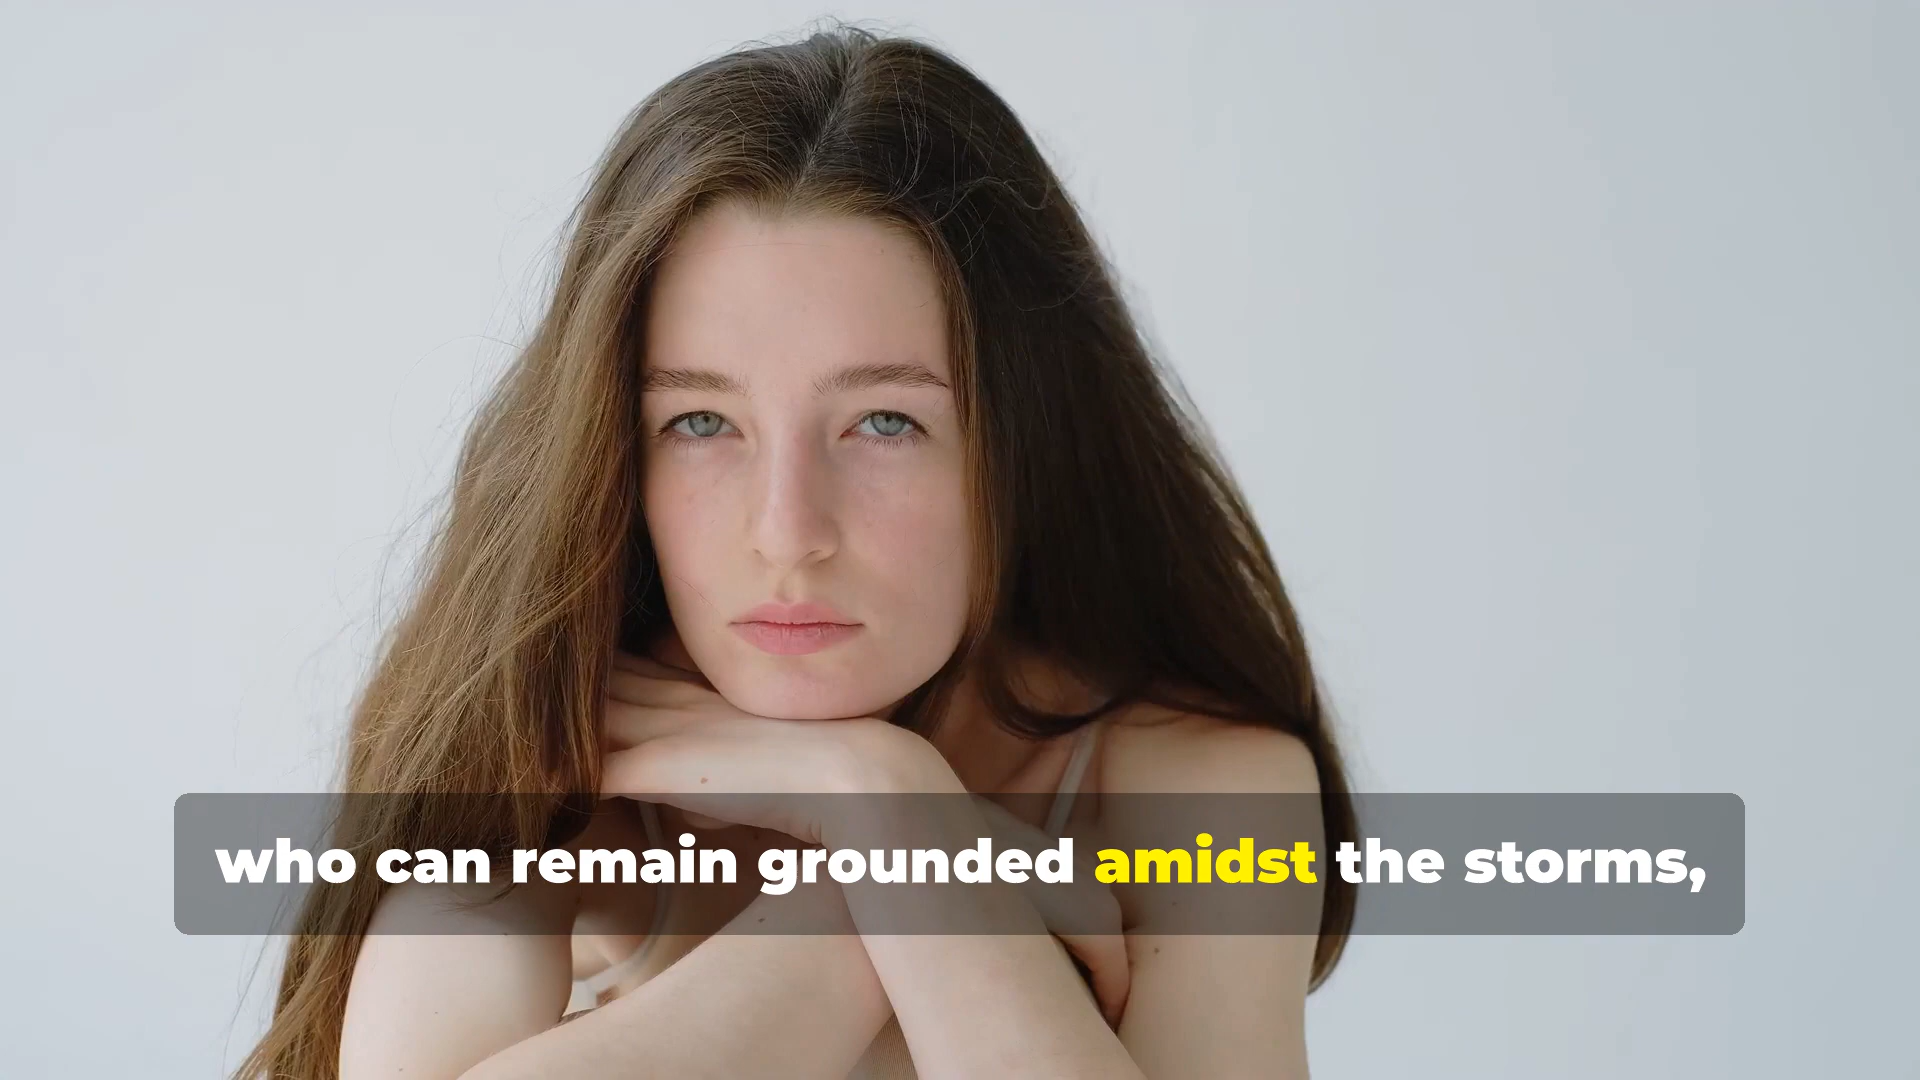 who can remain grounded amidst the storms,